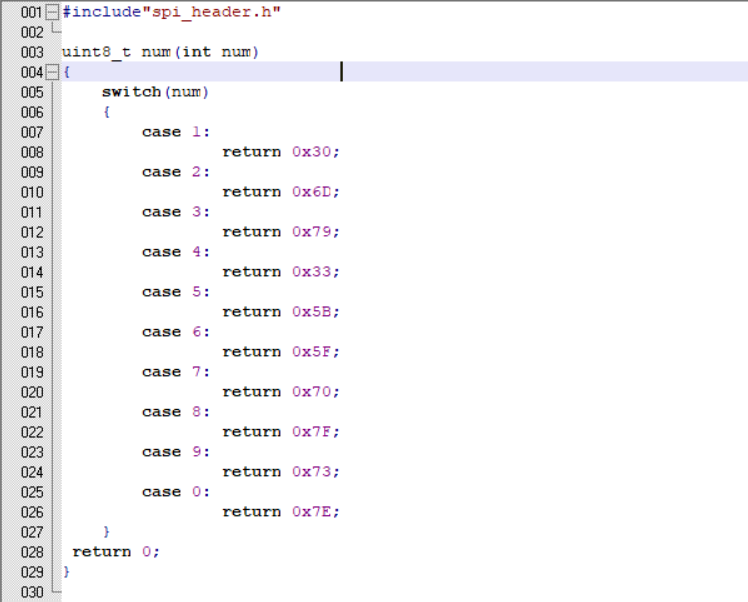 001 #include"spi_header.h"
002
003 uint8_t num(int num)
004 {
005     switch(num)
006     {
007         case 1:
008                 return 0x30;
009         case 2:
010                 return 0x6D;
011         case 3:
012                 return 0x79;
013         case 4:
014                 return 0x33;
015         case 5:
016                 return 0x5B;
017         case 6:
018                 return 0x5F;
019         case 7:
020                 return 0x70;
021         case 8:
022                 return 0x7F;
023         case 9:
024                 return 0x73;
025         case 0:
026                 return 0x7E;
027     }
028  return 0;
029 }
030